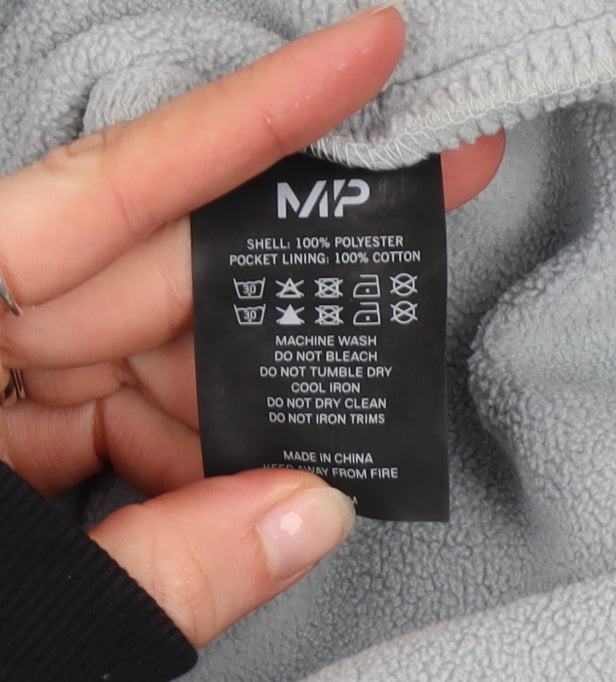 MP
SHELL: 100% POLYESTER
POCKET LINING: 100% COTTON
30
30
MACHINE WASH
DO NOT BLEACH
DO NOT TUMBLE DRY
COOL IRON
DO NOT DRY CLEAN
DO NOT IRON TRIMS
MADE IN CHINA
KEEP AWAY FROM FIRE